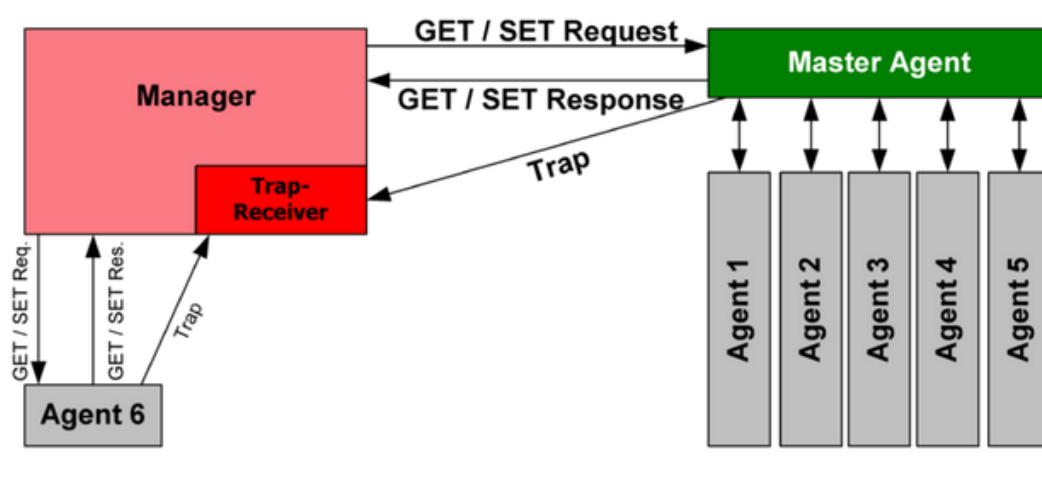 GET / SET Request
Master Agent
Manager
GET / SET Response
Trap
Trap-
Receiver
GET / SET Req.
GET / SET Res.
Trap
Agent 1
Agent 2
Agent 3
Agent 4
Agent 5
Agent 6